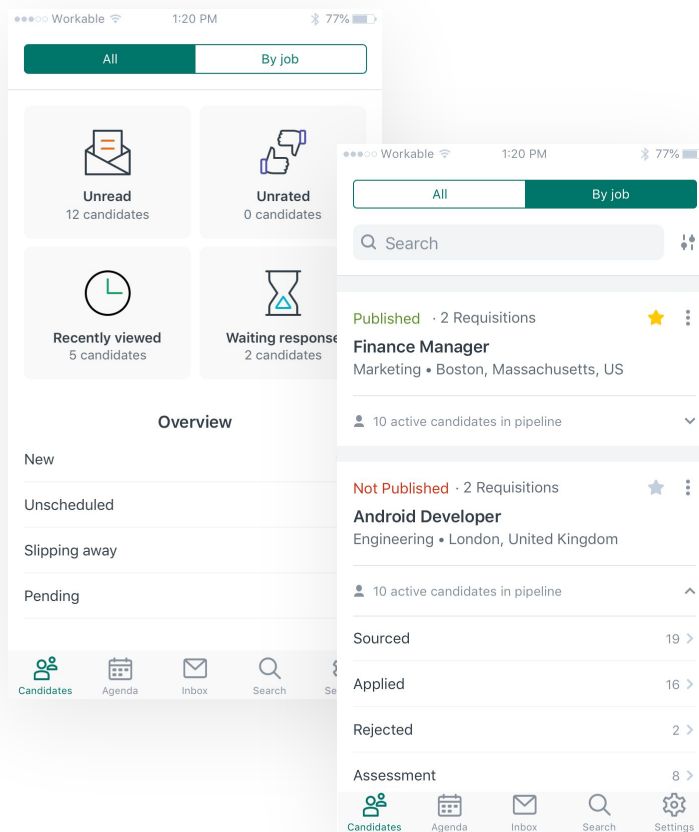 Workable 1:20 PM 77%
All By job
Unread Unrated
12 candidates 0 candidates
Recently viewed Waiting response
5 candidates 2 candidates
Overview
New
Unscheduled
Slipping away
Pending
Candidates Agenda Inbox Search Se
Workable 1:20 PM 77%
All By job
Search
Published · 2 Requisitions
Finance Manager
Marketing • Boston, Massachusetts, US
10 active candidates in pipeline
Not Published · 2 Requisitions
Android Developer
Engineering • London, United Kingdom
10 active candidates in pipeline
Sourced 19
Applied 16
Rejected 2
Assessment 8
Candidates Agenda Inbox Search Settings